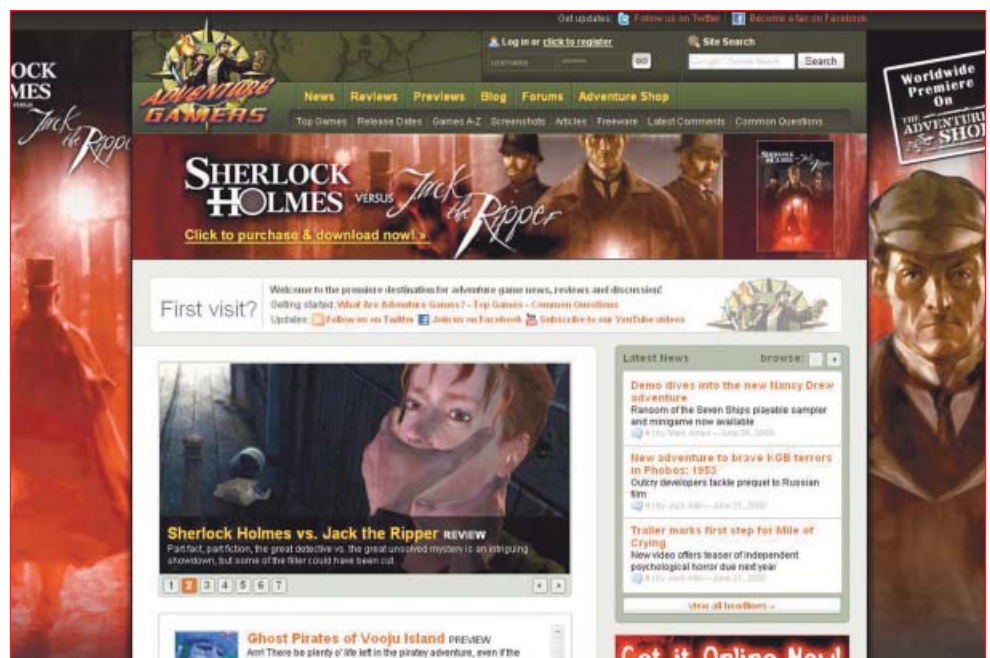 Get updates: Follow us on Twitter Become a fan on Facebook
Log in or click to register
Site Search
username
GO
Search
ADVENTURE GAMERS
News Reviews Previews Blog Forums Adventure Shop
Top Games Release Dates Games A-Z Screenshots Articles Freeware Latest Comments Common Questions
OCK
MES
Jack
the Rippe
Worldwide
Premiere
On
THE
ADVENTURE
SHO
SHERLOCK
HOLMES VERSUS Jack
the Ripper
Click to purchase & download now! »
First visit?
Welcome to the premiere destination for adventure game news, reviews and discussion!
Getting started: What Are Adventure Games? - Top Games - Common Questions
Updates: Follow us on Twitter Join us on Facebook Subscribe to our YouTube videos
Sherlock Holmes vs. Jack the Ripper REVIEW
Part fact, part fiction, the great detective vs. the great unsolved mystery is an intriguing
showdown, but some of the filler could have been cut.
1 2 3 4 5 6 7
Latest News browse:
Demo dives into the new Nancy Drew
adventure
Ransom of the Seven Ships playable sampler
and minigame now available
New adventure to brave KGB terrors
in Phobos: 1953
Outcry developers tackle prequel to Russian
film
Trailer marks first step for Mile of
Crying
New video offers teaser of independent
psychological horror due next year
view all headlines »
Ghost Pirates of Vooju Island PREVIEW
Arrr! There be plenty o' life left in the piratey adventure, even if the
Get it Online Now!